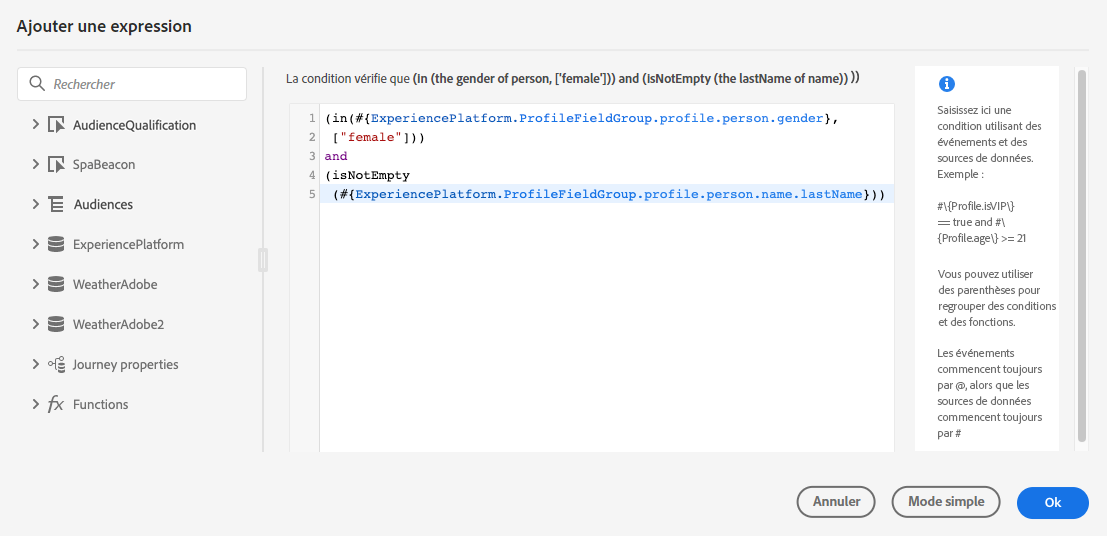 Ajouter une expression
Rechercher
AudienceQualification
SpaBeacon
Audiences
ExperiencePlatform
WeatherAdobe
WeatherAdobe2
Journey properties
fx Functions
La condition vérifie que (in (the gender of person, ['female'])) and (isNotEmpty (the lastName of name)) ))
1 (in(#{ExperiencePlatform.ProfileFieldGroup.profile.person.gender},
2 ["female"]))
3 and
4 (isNotEmpty
5 (#{ExperiencePlatform.ProfileFieldGroup.profile.person.name.lastName}))
Saisissez ici une
condition utilisant des
événements et des
sources de données.
Exemple :
#\{Profile.isVIP\}
== true and #\
{Profile.age\} >= 21
Vous pouvez utiliser
des parenthèses pour
regrouper des conditions
et des fonctions.
Les événements
commencent toujours
par @, alors que les
sources de données
commencent toujours
par #
Annuler
Mode simple
Ok